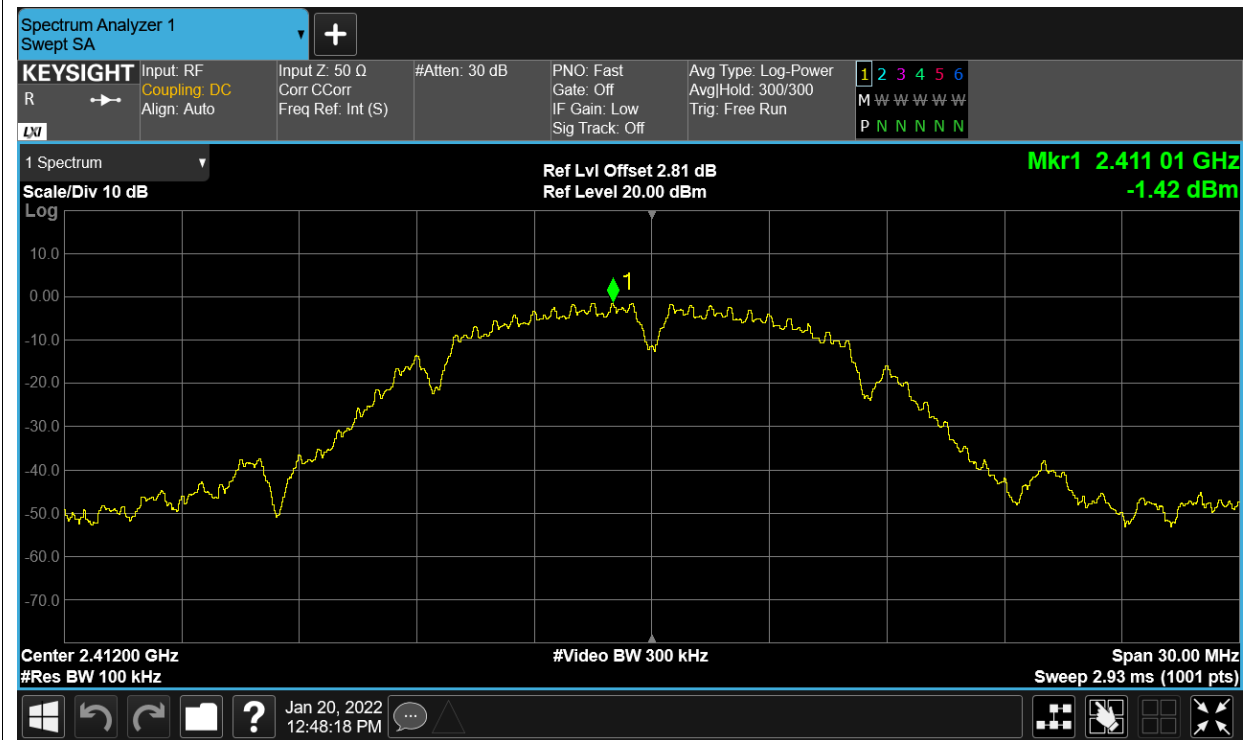 Spectrum Analyzer 1
Swept SA
+
KEYSIGHT
R
LXI
Input: RF
Coupling: DC
Align: Auto
Input Z: 50 Ω
Corr CCorr
Freq Ref: Int (S)
#Atten: 30 dB
PNO: Fast
Gate: Off
IF Gain: Low
Sig Track: Off
Avg Type: Log-Power
Avg|Hold: 300/300
Trig: Free Run
1 2 3 4 5 6
M W W W W W
P N N N N N
1 Spectrum
Scale/Div 10 dB
Ref Lvl Offset 2.81 dB
Ref Level 20.00 dBm
Mkr1 2.411 01 GHz
-1.42 dBm
Log
10.0
0.00
-10.0
-20.0
-30.0
-40.0
-50.0
-60.0
-70.0
1
Center 2.41200 GHz
#Res BW 100 kHz
#Video BW 300 kHz
Span 30.00 MHz
Sweep 2.93 ms (1001 pts)
?
Jan 20, 2022
12:48:18 PM